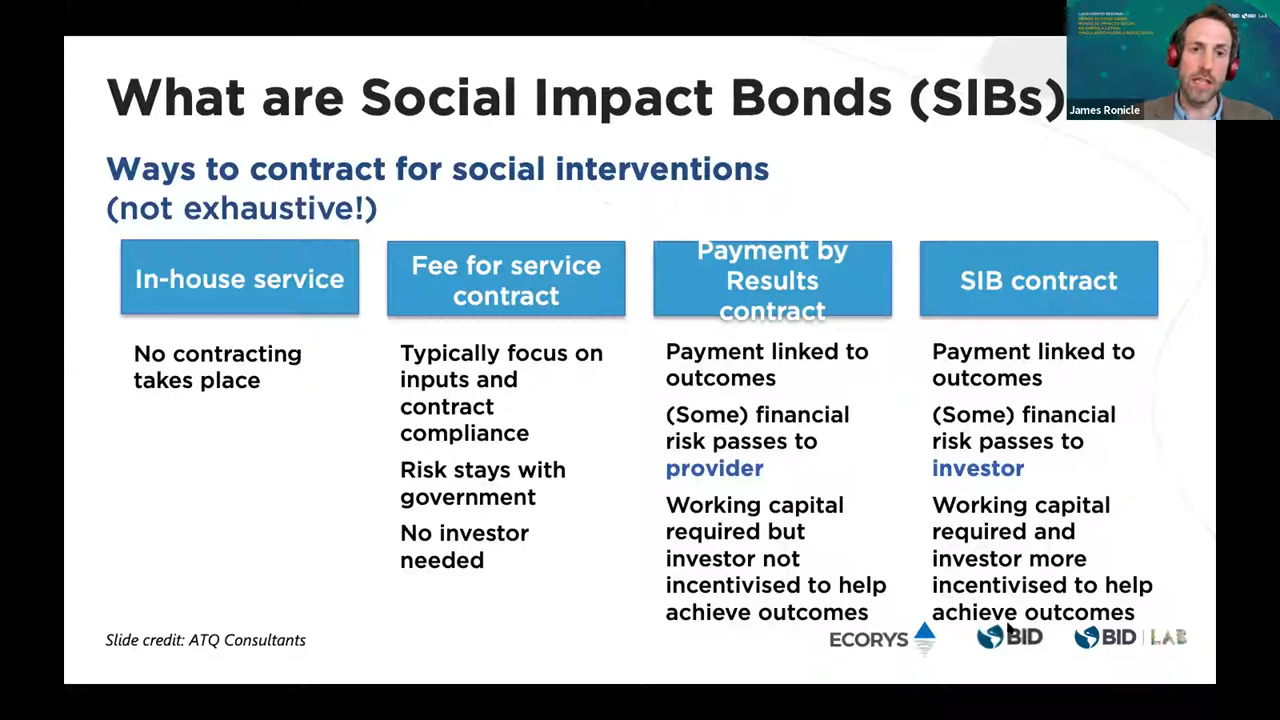 What are Social Impact Bonds (SIBs)
Ways to contract for social interventions
(not exhaustive!)
In-house service
No contracting
takes place
Fee for service
contract
Typically focus on
inputs and
contract
compliance
Risk stays with
government
No investor
needed
Payment by
Results
contract
Payment linked to
outcomes
(Some) financial
risk passes to
provider
Working capital
required but
investor not
incentivised to help
achieve outcomes
SIB contract
Payment linked to
outcomes
(Some) financial
risk passes to
investor
Working capital
required and
investor more
incentivised to help
achieve outcomes
Slide credit: ATQ Consultants
ECORYS
BID
BID | LAB
James Ronicle
BID BID LAB